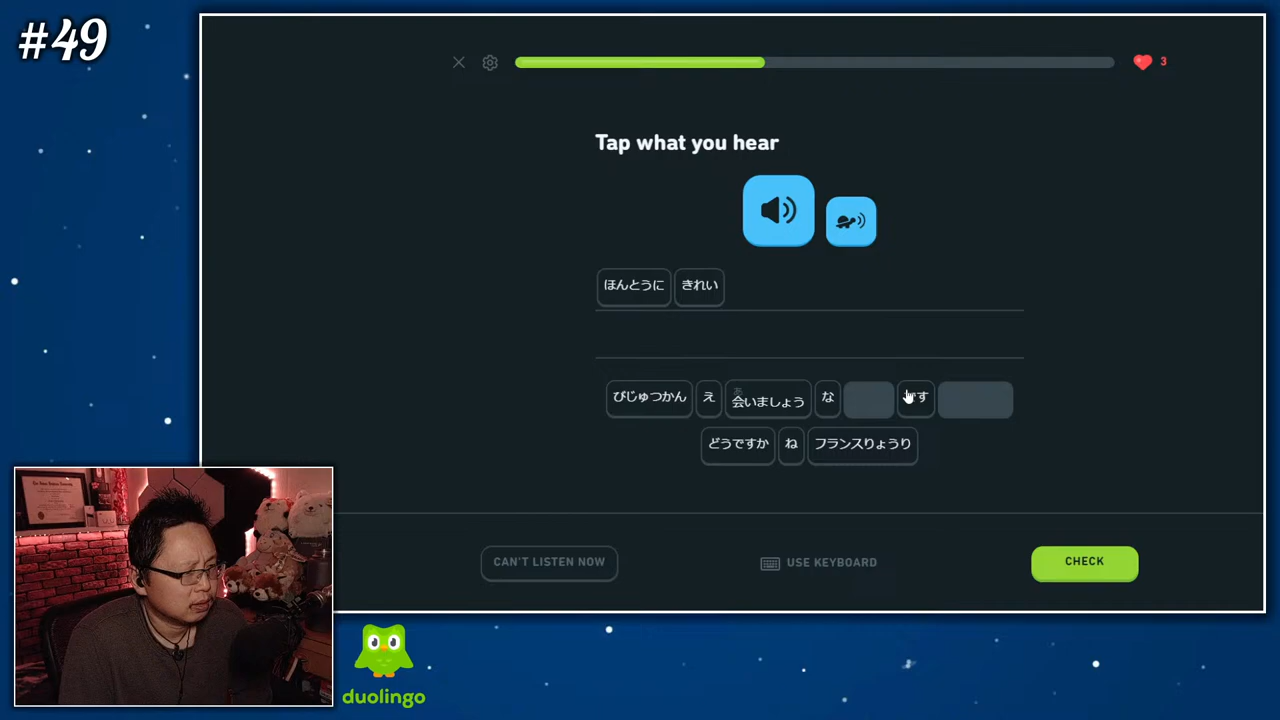 #49
3
Tap what you hear
ほんとうに きれい
びじゅつかん え 会いましょう な です
どうですか ね フランスりょうり
CAN'T LISTEN NOW
USE KEYBOARD
CHECK
duolingo